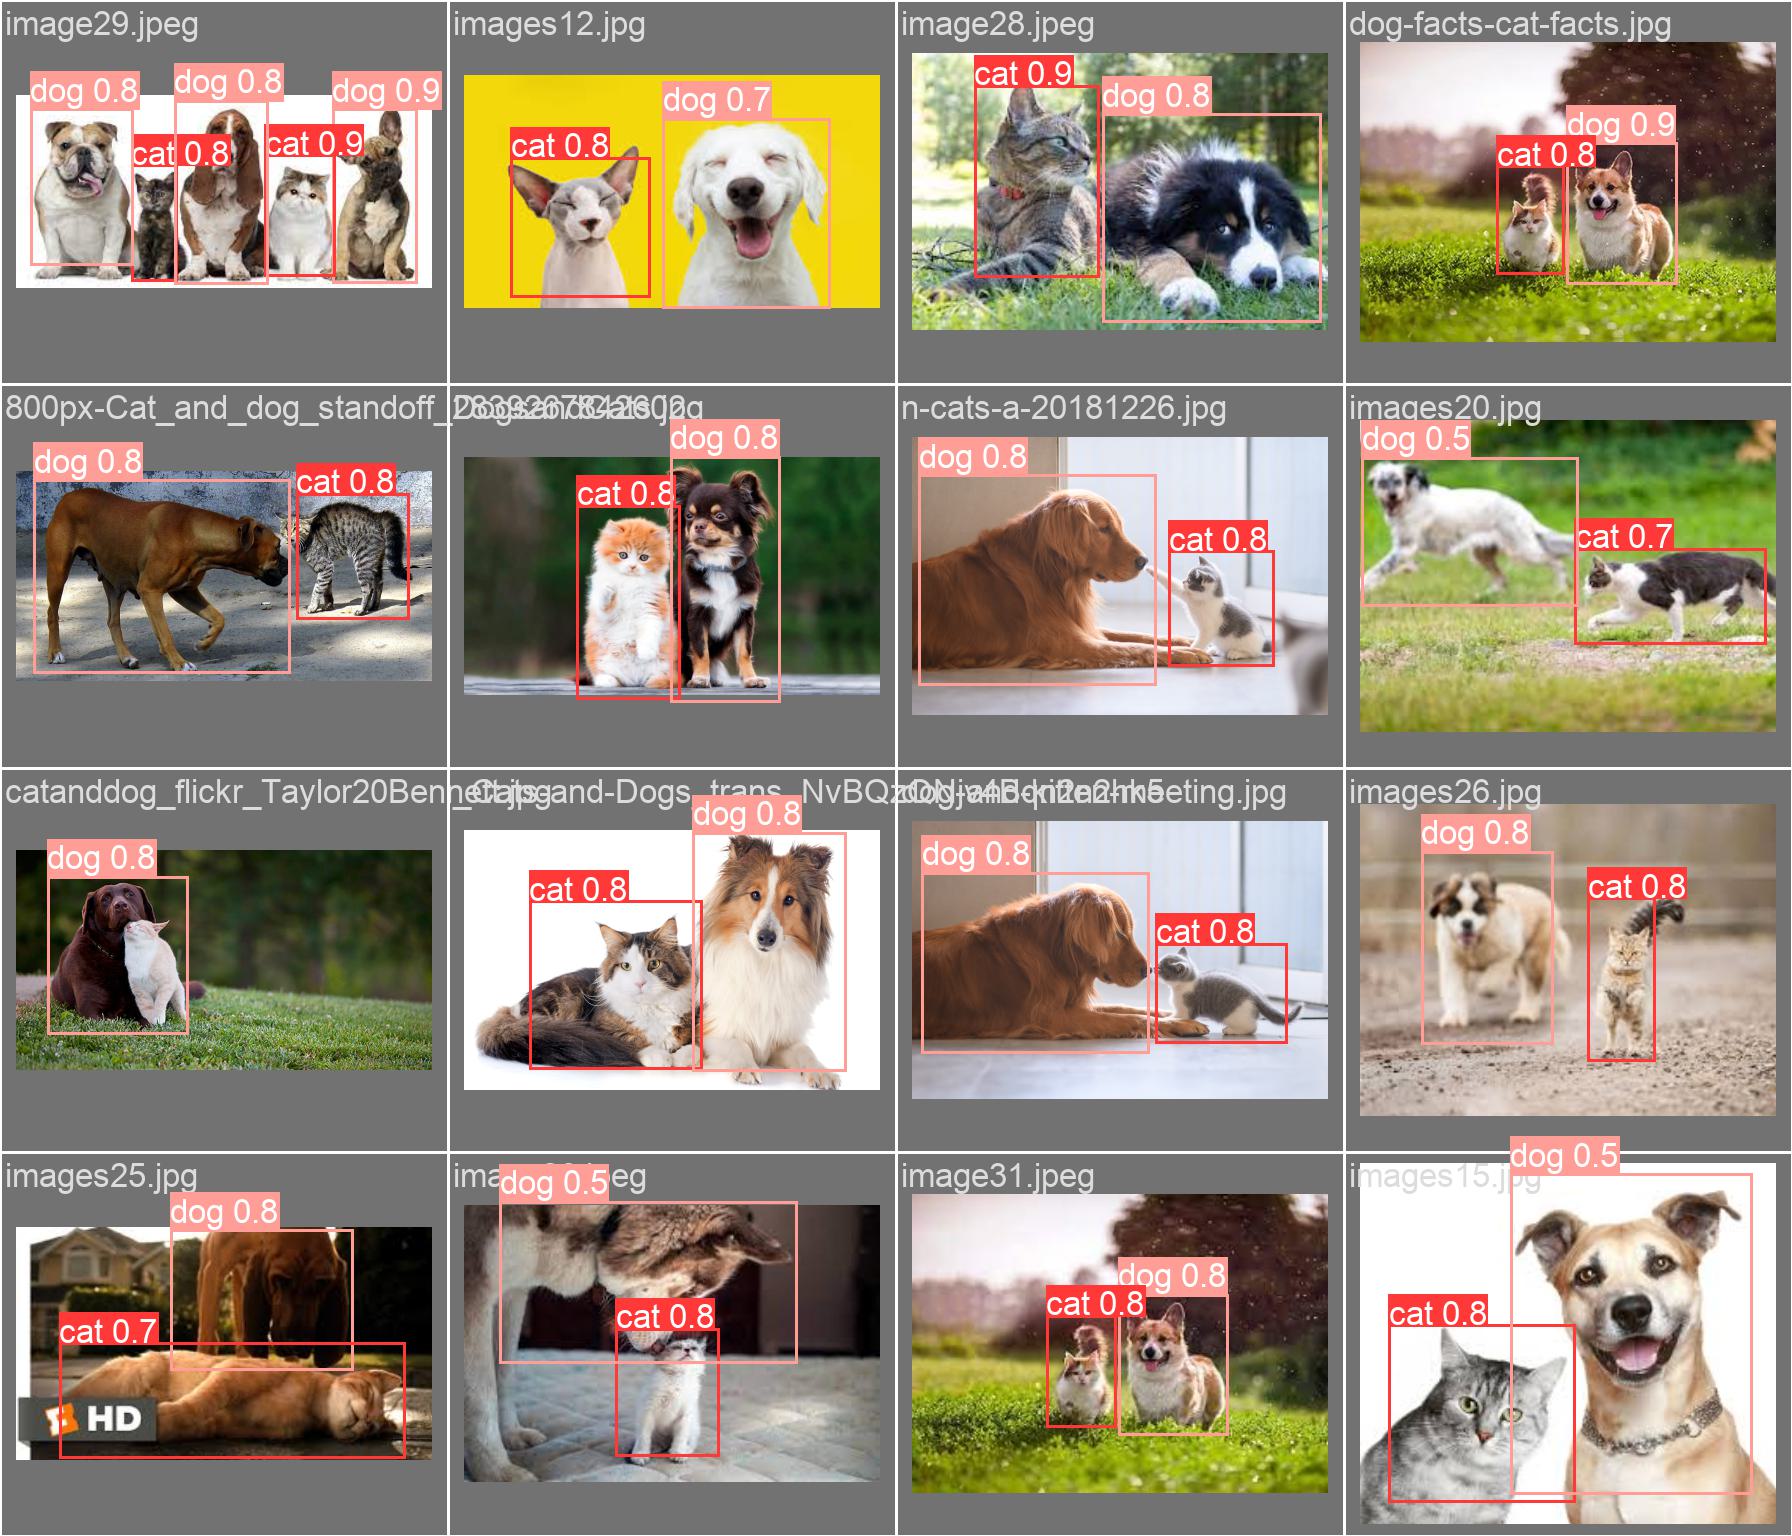 image29.jpeg
dog 0.8
cat 0.8
dog 0.8
cat 0.9
dog 0.9
images12.jpg
cat 0.8
dog 0.7
image28.jpeg
cat 0.9
dog 0.8
dog-facts-cat-facts.jpg
cat 0.8
dog 0.9
800px-Cat_and_dog_standoff_
dog 0.8
cat 0.8
cat 0.8
dog 0.8
n-cats-a-20181226.jpg
dog 0.8
cat 0.8
images20.jpg
dog 0.5
cat 0.7
catanddog_flickr_Taylor20Benn
dog 0.8
Cats-and-Dogs_trans_NvBQz
cat 0.8
dog 0.8
dog 0.8
cat 0.8
images26.jpg
dog 0.8
cat 0.8
images25.jpg
dog 0.8
cat 0.7
HD
dog 0.5
cat 0.8
image31.jpeg
cat 0.8
dog 0.8
images15.jpg
dog 0.5
cat 0.8